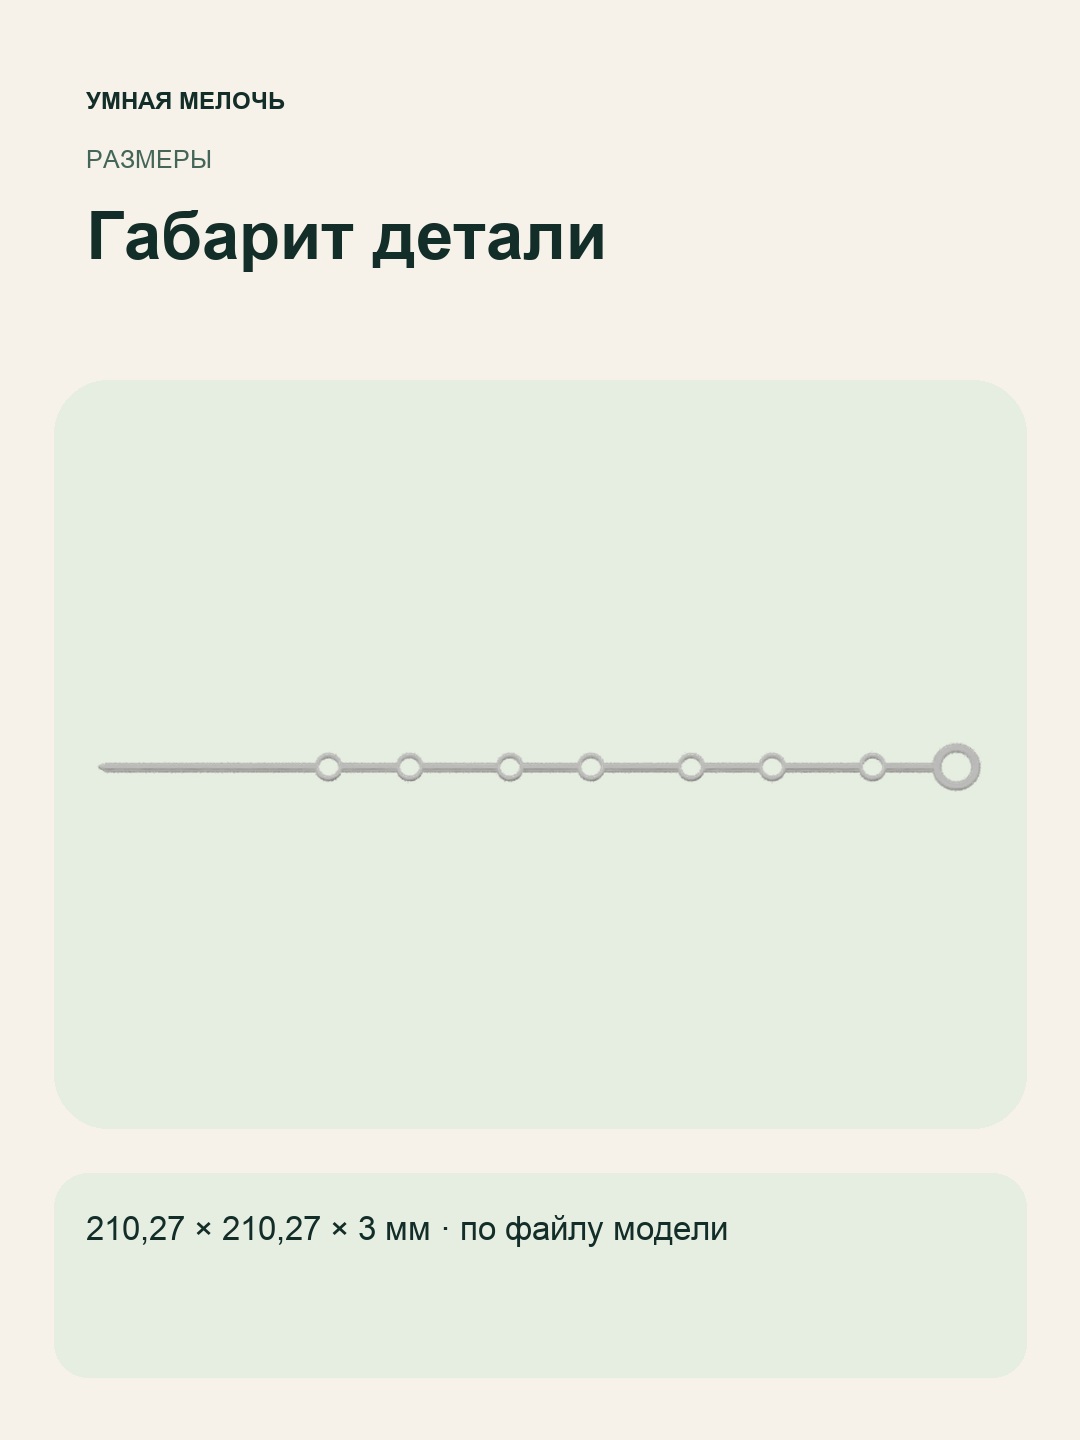 УМНАЯ МЕЛОЧЬ
РАЗМЕРЫ
Габарит детали
210,27 × 210,27 × 3 мм · по файлу модели